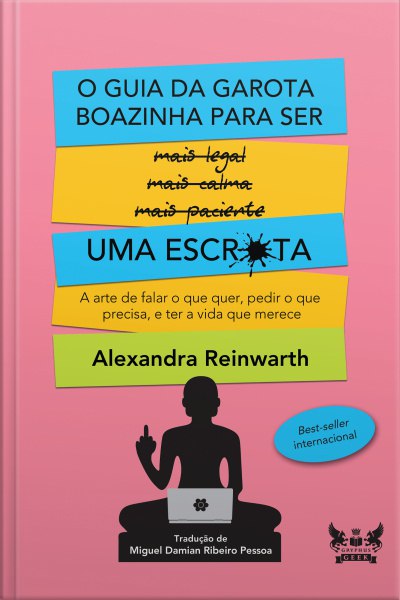 O GUIA DA GAROTA
BOAZINHA PARA SER
mais legal
mais calma
mais paciente
UMA ESCR TA
A arte de falar o que quer, pedir o que
precisa, e ter a vida que merece
Alexandra Reinwarth
Best-seller
internacional
Tradução de
Miguel Damian Ribeiro Pessoa
GRYPHUS
GEEK